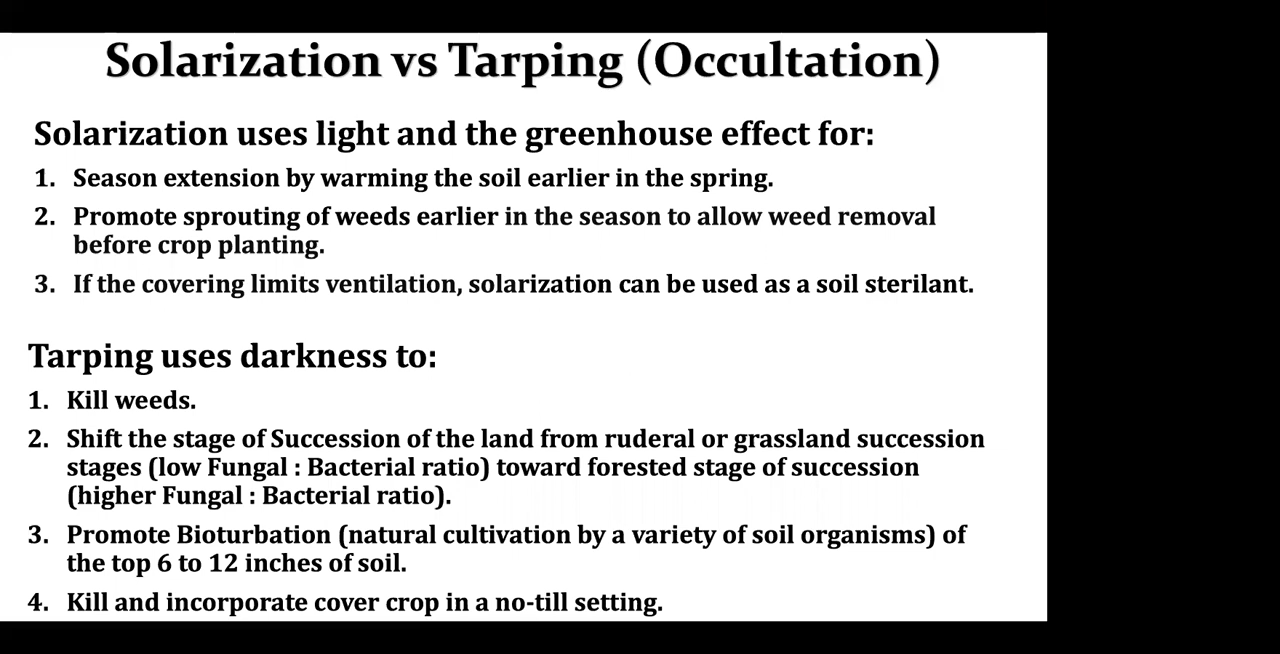 Solarization vs Tarping (Occultation)
Solarization uses light and the greenhouse effect for:
1. Season extension by warming the soil earlier in the spring.
2. Promote sprouting of weeds earlier in the season to allow weed removal
before crop planting.
3. If the covering limits ventilation, solarization can be used as a soil sterilant.
Tarping uses darkness to:
1. Kill weeds.
2. Shift the stage of Succession of the land from ruderal or grassland succession
stages (low Fungal : Bacterial ratio) toward forested stage of succession
(higher Fungal : Bacterial ratio).
3. Promote Bioturbation (natural cultivation by a variety of soil organisms) of
the top 6 to 12 inches of soil.
4. Kill and incorporate cover crop in a no-till setting.